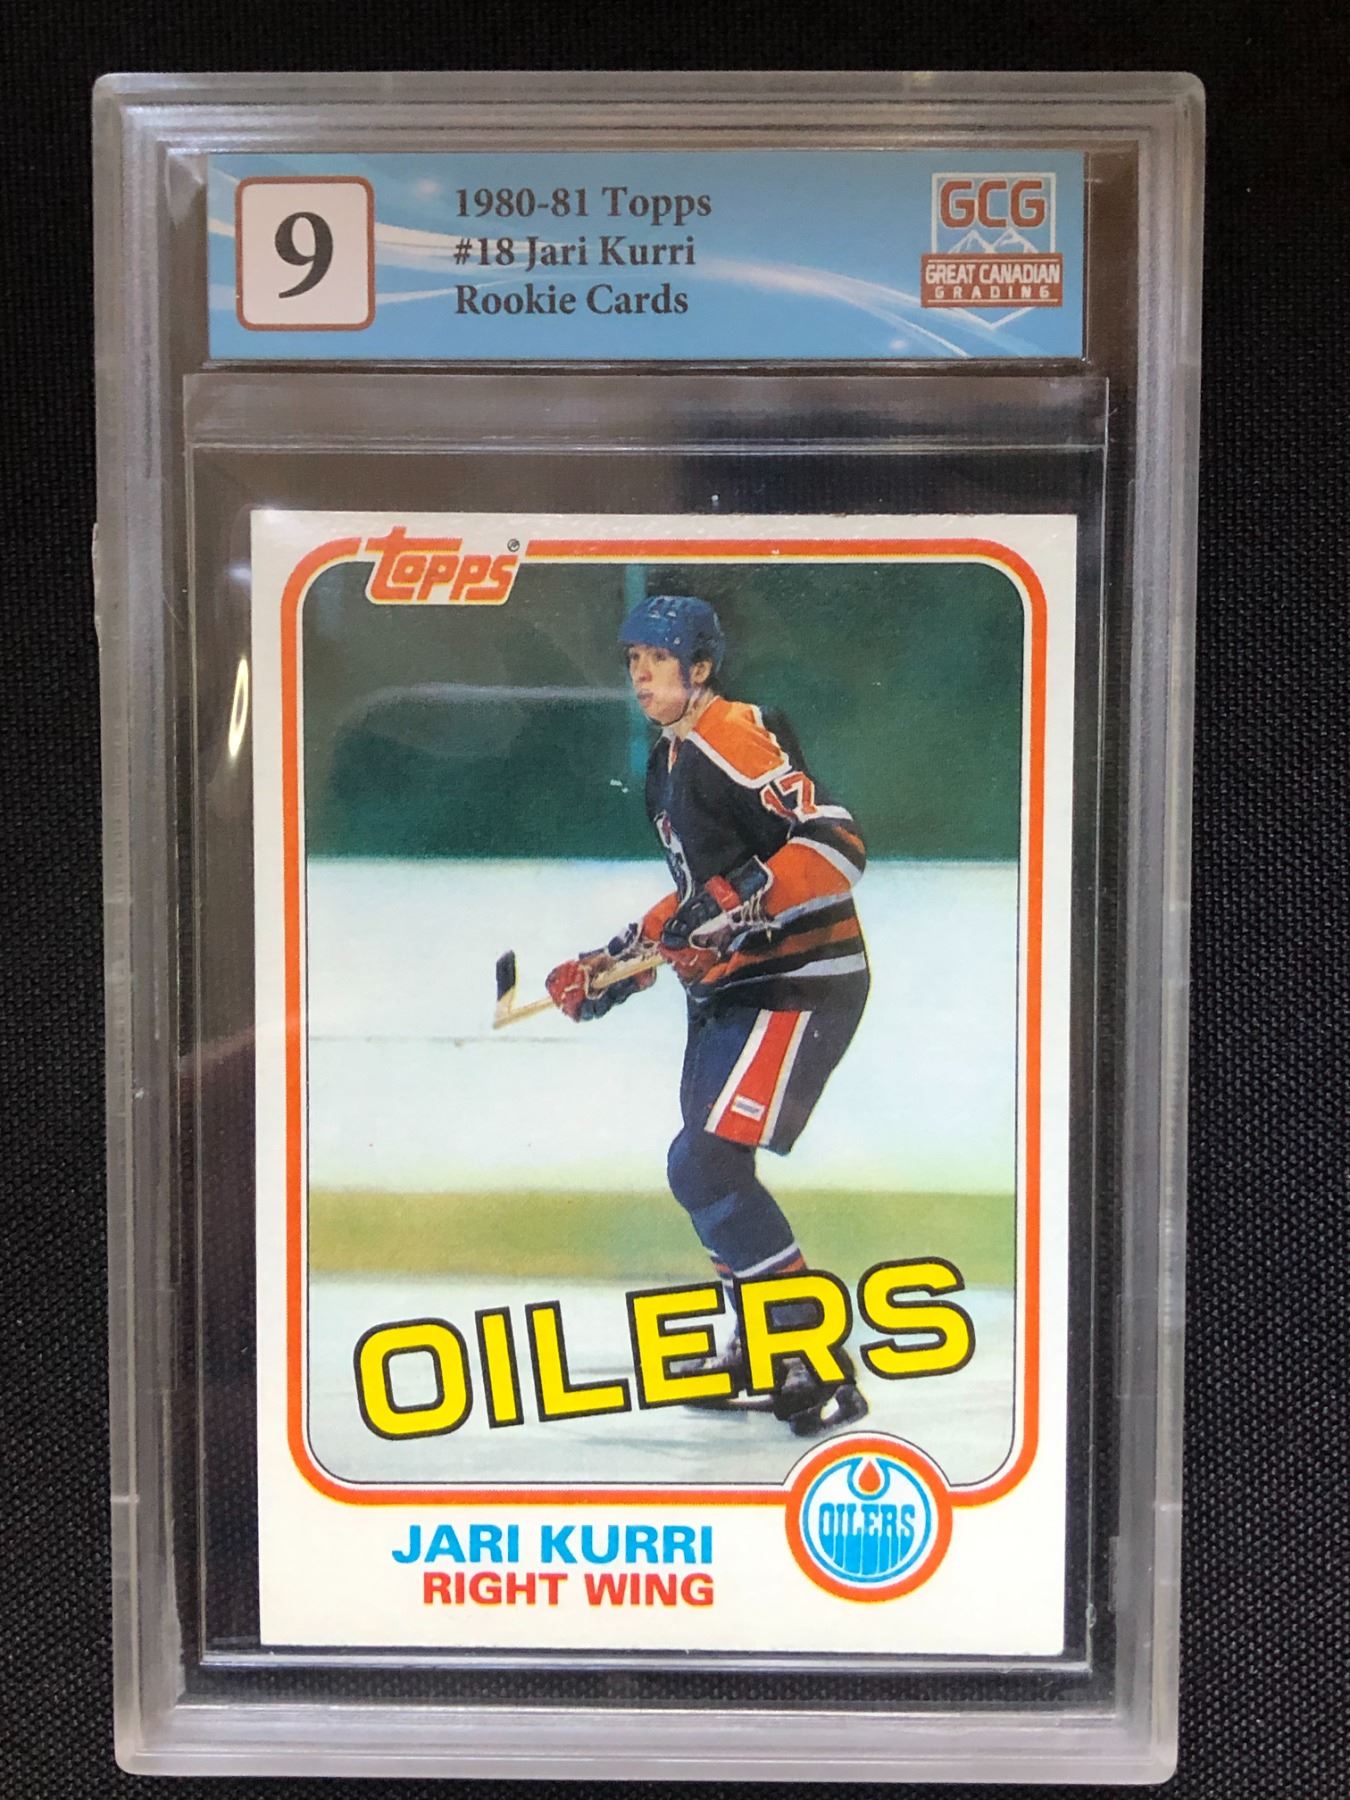 9
1980-81 Topps
#18 Jari Kurri
Rookie Cards
GCG
GREAT CANADIAN
GRADING
topps®
17
OILERS
OILERS
JARI KURRI
RIGHT WING